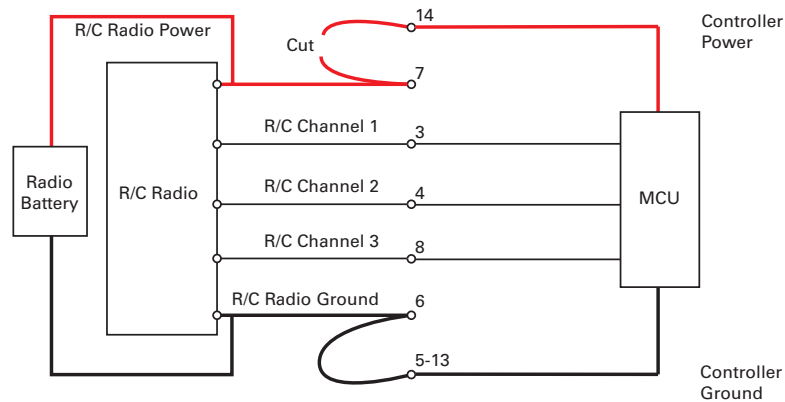 R/C Radio Power
Cut
14
Controller
Power
7
R/C Channel 1
3
Radio
Battery
R/C Radio
R/C Channel 2
4
MCU
R/C Channel 3
8
R/C Radio Ground
6
5-13
Controller
Ground